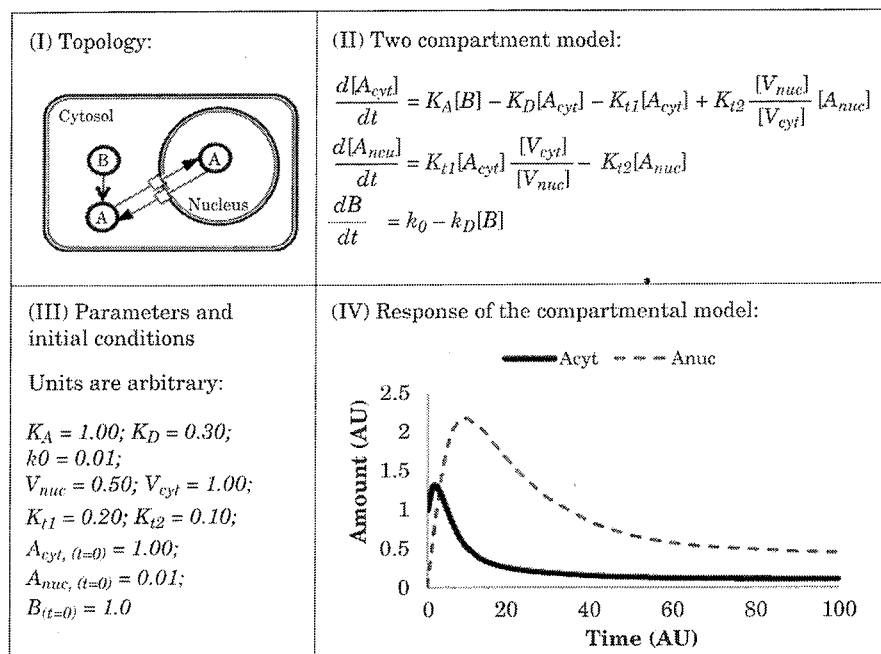 (I) Topology:
Cytosol
B
A
A
Nucleus
(II) Two compartment model:
d[A_cyt]/dt = K_A[B] − K_D[A_cyt] − K_t1[A_cyt] + K_t2 [V_nuc]/[V_cyt] [A_nuc]
d[A_ncu]/dt = K_t1[A_cyt] [V_cyt]/[V_nuc] − K_t2[A_nuc]
dB/dt = k_0 − k_D[B]
(III) Parameters and
initial conditions
Units are arbitrary:
K_A = 1.00; K_D = 0.30;
k0 = 0.01;
V_nuc = 0.50; V_cyt = 1.00;
K_t1 = 0.20; K_t2 = 0.10;
A_cyt, (t=0) = 1.00;
A_nuc, (t=0) = 0.01;
B_(t=0) = 1.0
(IV) Response of the compartmental model:
Acyt Anuc
Amount (AU)
2.5
2
1.5
1
0.5
0
0 20 40 60 80 100
Time (AU)